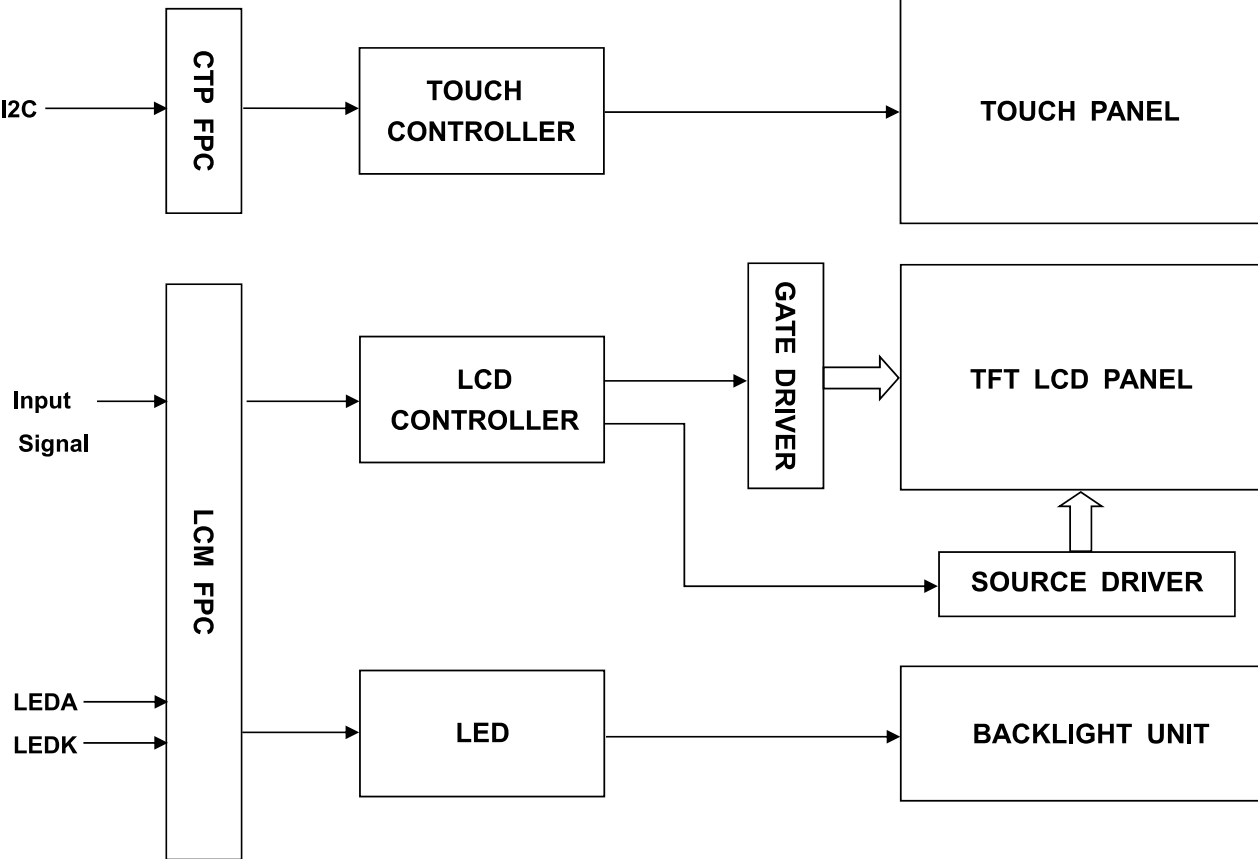 I2C
CTP FPC
TOUCH
CONTROLLER
TOUCH PANEL
Input
Signal
LCM FPC
LCD
CONTROLLER
GATE DRIVER
TFT LCD PANEL
SOURCE DRIVER
LEDA
LEDK
LED
BACKLIGHT UNIT